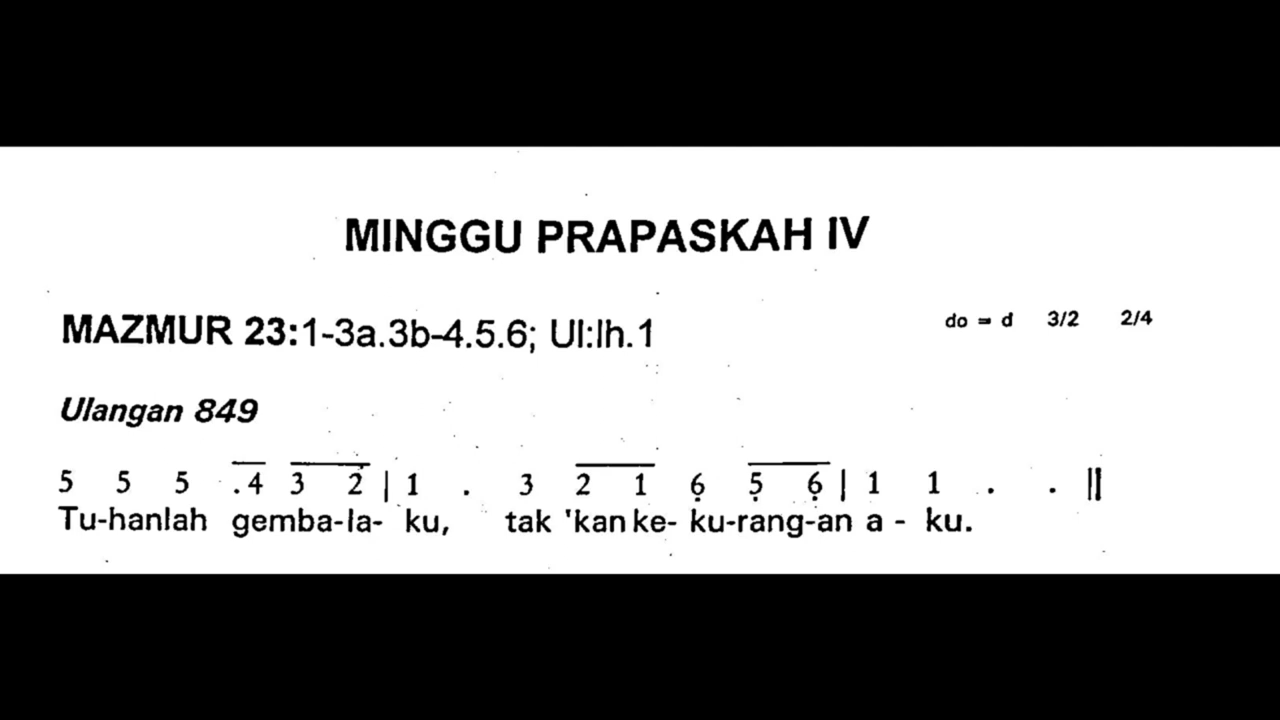 MINGGU PRAPASKAH IV
MAZMUR 23:1-3a.3b-4.5.6; Ul:lh.1 do = d 3/2 2/4
Ulangan 849
5 5 5 .4 3 2 | 1 . 3 2 1 6̣ 5̣ 6̣ | 1 1 . . ||
Tu-hanlah gemba-la- ku, tak 'kan ke- ku-rang-an a - ku.